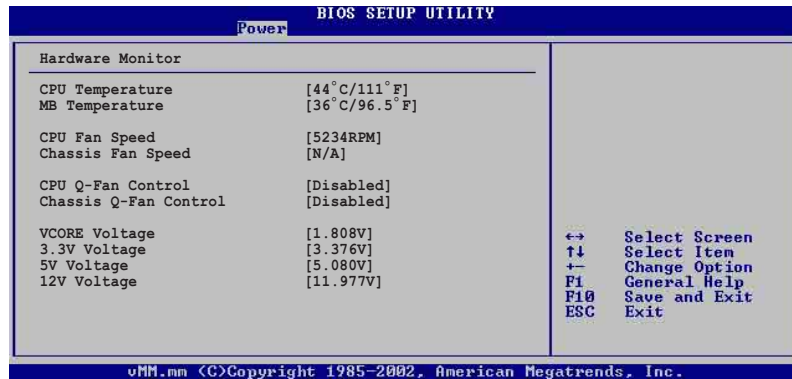 BIOS SETUP UTILITY
Power
Hardware Monitor
CPU Temperature [44°C/111°F]
MB Temperature [36°C/96.5°F]
CPU Fan Speed [5234RPM]
Chassis Fan Speed [N/A]
CPU Q-Fan Control [Disabled]
Chassis Q-Fan Control [Disabled]
VCORE Voltage [1.808V]
3.3V Voltage [3.376V]
5V Voltage [5.080V]
12V Voltage [11.977V]
↔ Select Screen
↑↓ Select Item
+- Change Option
F1 General Help
F10 Save and Exit
ESC Exit
vMM.mm (C)Copyright 1985-2002, American Megatrends, Inc.